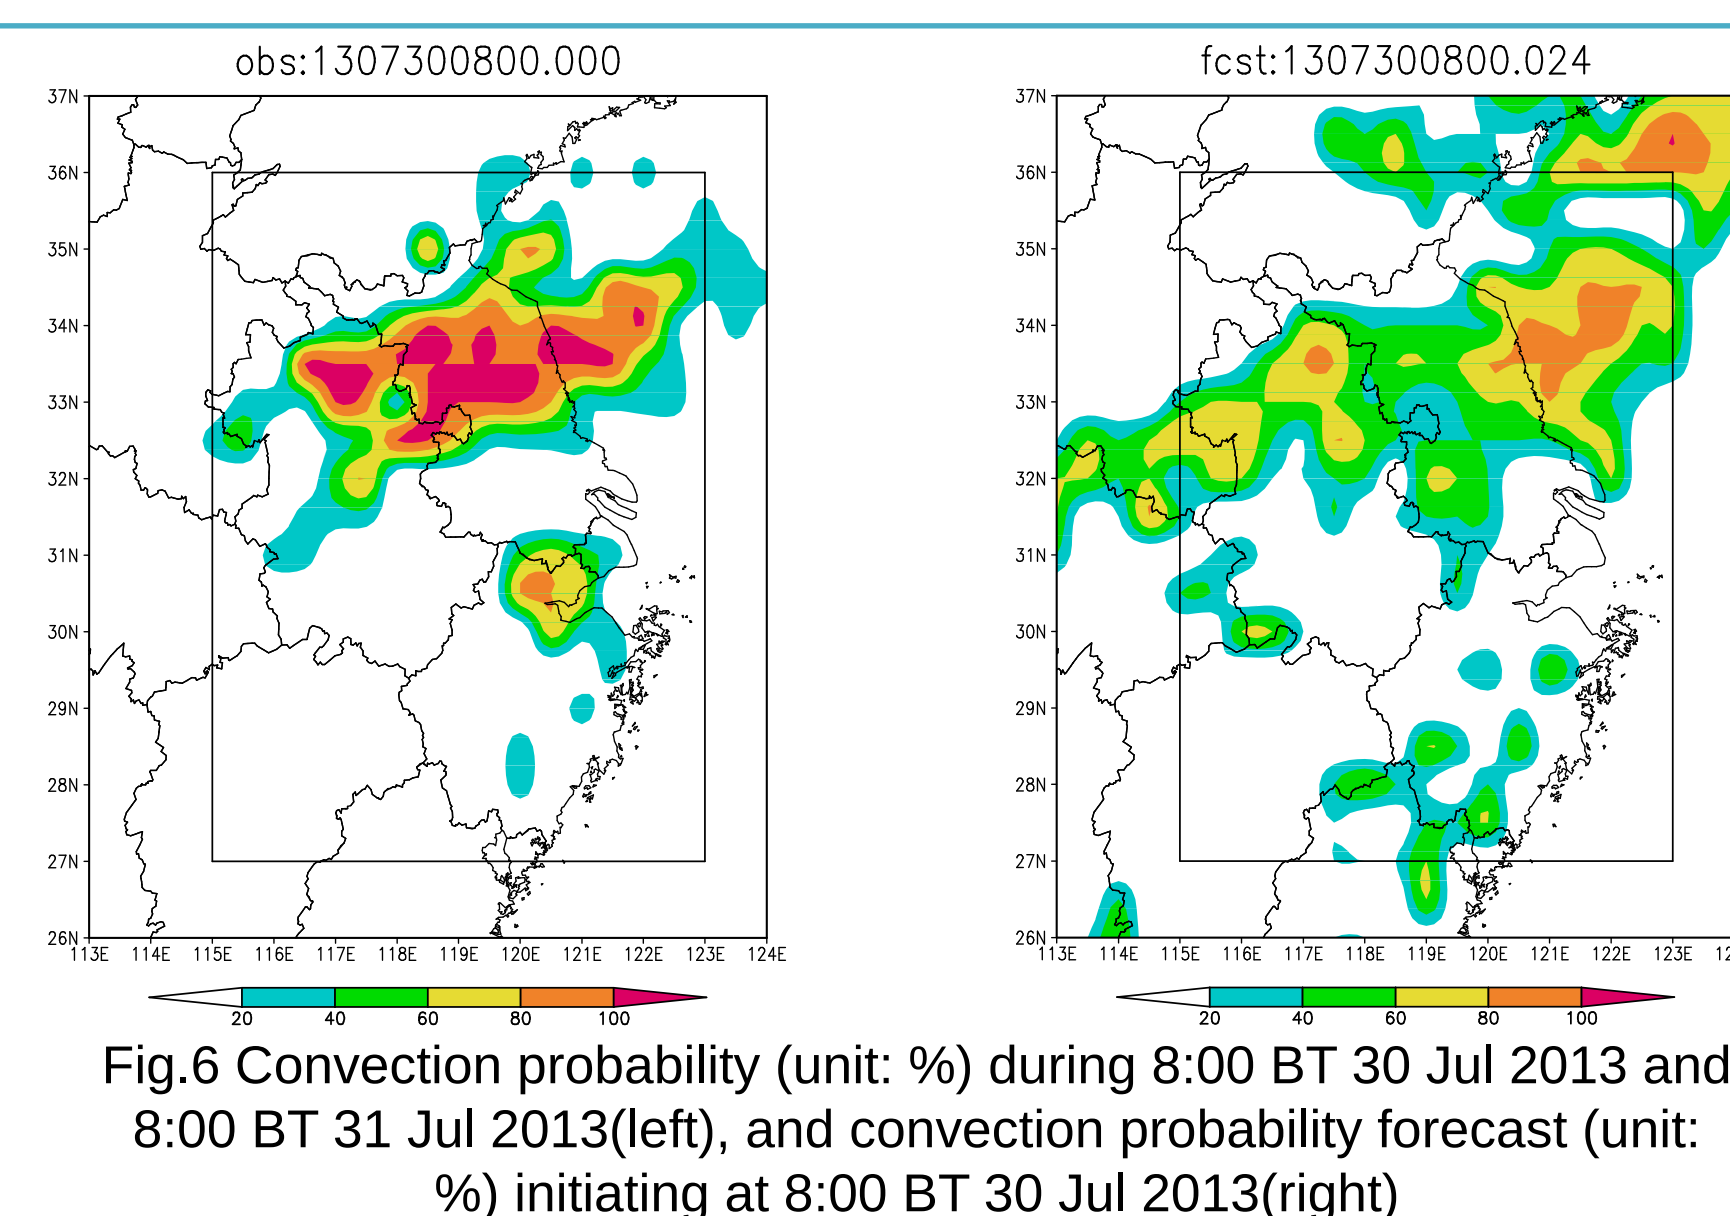 obs:1307300800.000
fcst:1307300800.024
37N
36N
35N
34N
33N
32N
31N
30N
29N
28N
27N
26N
113E 114E 115E 116E 117E 118E 119E 120E 121E 122E 123E 124E
20 40 60 80 100
37N
36N
35N
34N
33N
32N
31N
30N
29N
28N
27N
26N
113E 114E 115E 116E 117E 118E 119E 120E 121E 122E 123E
20 40 60 80 100
Fig.6 Convection probability (unit: %) during 8:00 BT 30 Jul 2013 and
8:00 BT 31 Jul 2013(left), and convection probability forecast (unit:
%) initiating at 8:00 BT 30 Jul 2013(right)